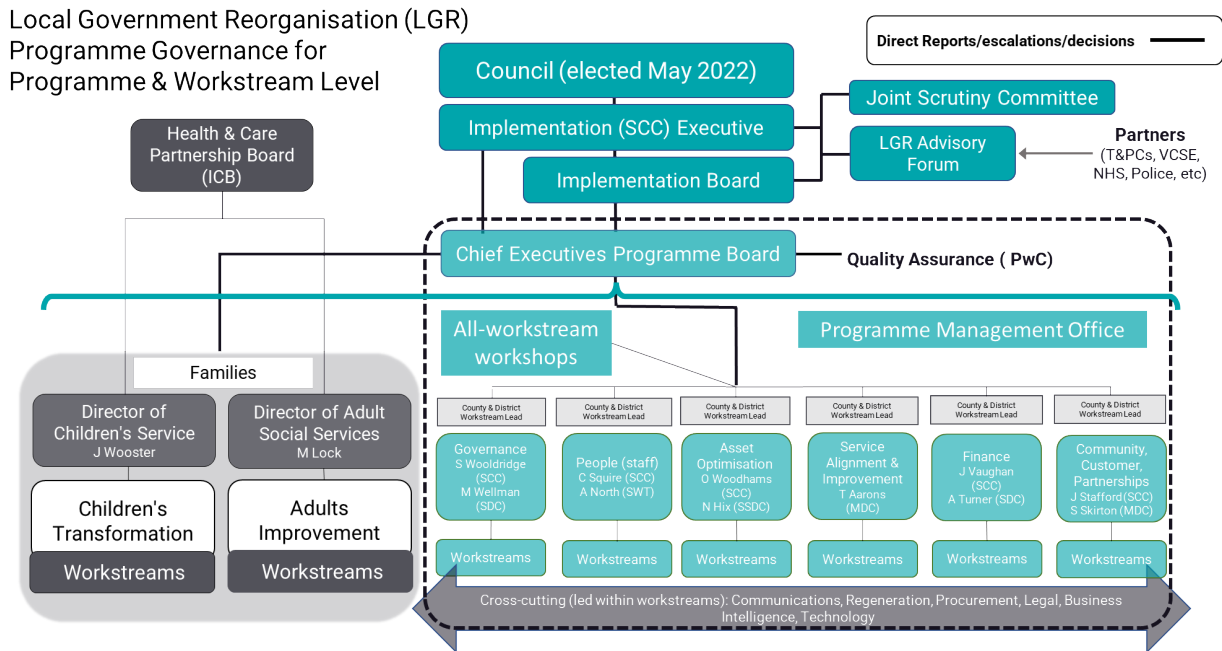 Local Government Reorganisation (LGR)
Programme Governance for
Programme & Workstream Level
Direct Reports/escalations/decisions
Council (elected May 2022)
Implementation (SCC) Executive
Joint Scrutiny Committee
Health & Care
Partnership Board
(ICB)
LGR Advisory
Forum
Partners
(T&PCs, VCSE,
NHS, Police, etc)
Implementation Board
Chief Executives Programme Board
Quality Assurance ( PwC)
All-workstream
workshops
Programme Management Office
Families
Director of
Children's Service
J Wooster
Director of Adult
Social Services
M Lock
Children's
Transformation
Adults
Improvement
Workstreams
Workstreams
County & District
Workstream Lead
County & District
Workstream Lead
County & District
Workstream Lead
County & District
Workstream Lead
County & District
Workstream Lead
County & District
Workstream Lead
Governance
S Wooldridge
(SCC)
M Wellman
(SDC)
People (staff)
C Squire (SCC)
A North (SWT)
Asset
Optimisation
O Woodhams
(SCC)
N Hix (SSDC)
Service
Alignment &
Improvement
T Aarons
(MDC)
Finance
J Vaughan
(SCC)
A Turner (SDC)
Community,
Customer,
Partnerships
J Stafford (SCC)
S Skirton (MDC)
Workstreams
Workstreams
Workstreams
Workstreams
Workstreams
Workstreams
Cross-cutting (led within workstreams): Communications, Regeneration, Procurement, Legal, Business
Intelligence, Technology